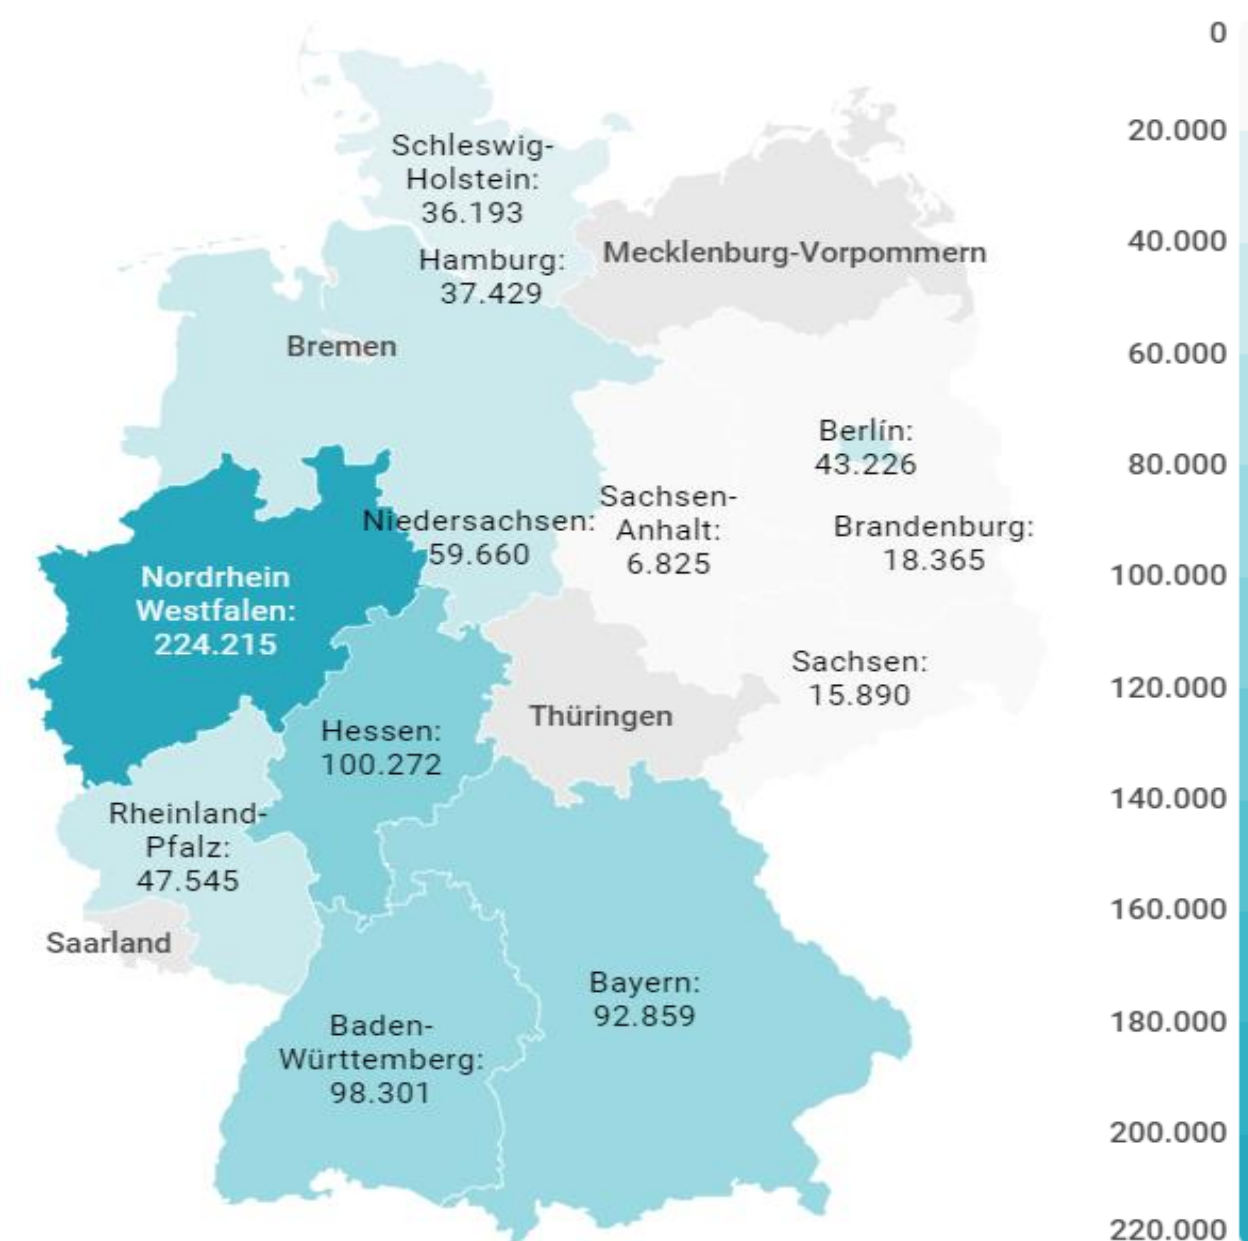 Schleswig-
Holstein:
36.193
Hamburg:
37.429
Mecklenburg-Vorpommern
Bremen
Berlín:
43.226
Sachsen-
Anhalt:
6.825
Brandenburg:
18.365
Niedersachsen:
59.660
Nordrhein
Westfalen:
224.215
Sachsen:
15.890
Thüringen
Hessen:
100.272
Rheinland-
Pfalz:
47.545
Saarland
Bayern:
92.859
Baden-
Württemberg:
98.301
0
20.000
40.000
60.000
80.000
100.000
120.000
140.000
160.000
180.000
200.000
220.000